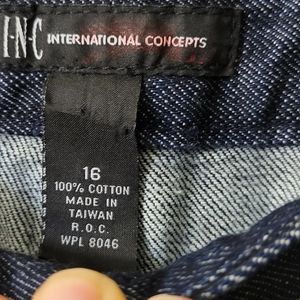 I·N·C INTERNATIONAL CONCEPTS
16
100% COTTON
MADE IN
TAIWAN
R.O.C.
WPL 8046